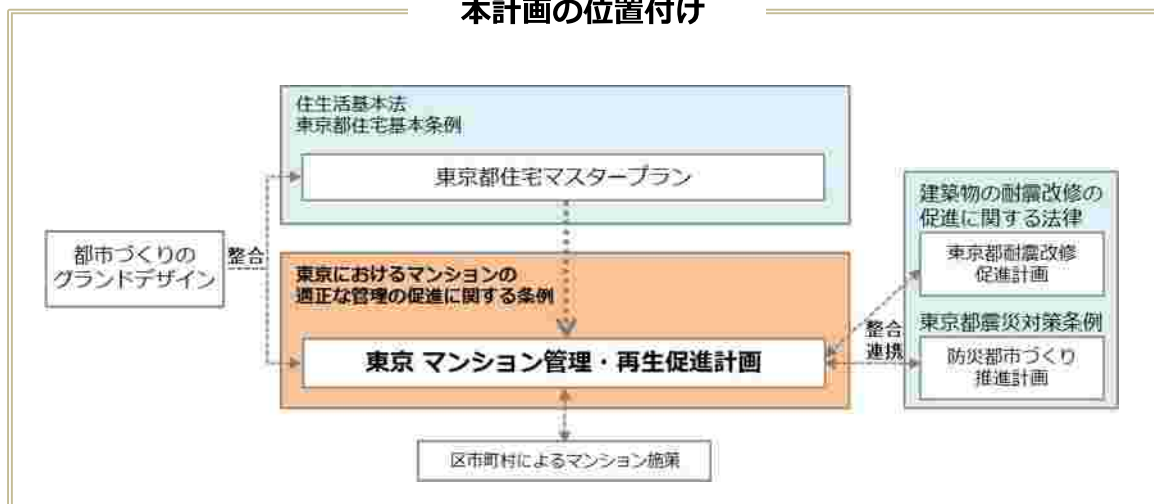 本計画の位置付け
住生活基本法
東京都住宅基本条例
東京都住宅マスタープラン
都市づくりの
グランドデザイン
整合
東京におけるマンションの
適正な管理の促進に関する条例
東京 マンション管理・再生促進計画
建築物の耐震改修の
促進に関する法律
東京都耐震改修
促進計画
東京都震災対策条例
防災都市づくり
推進計画
整合
連携
区市町村によるマンション施策